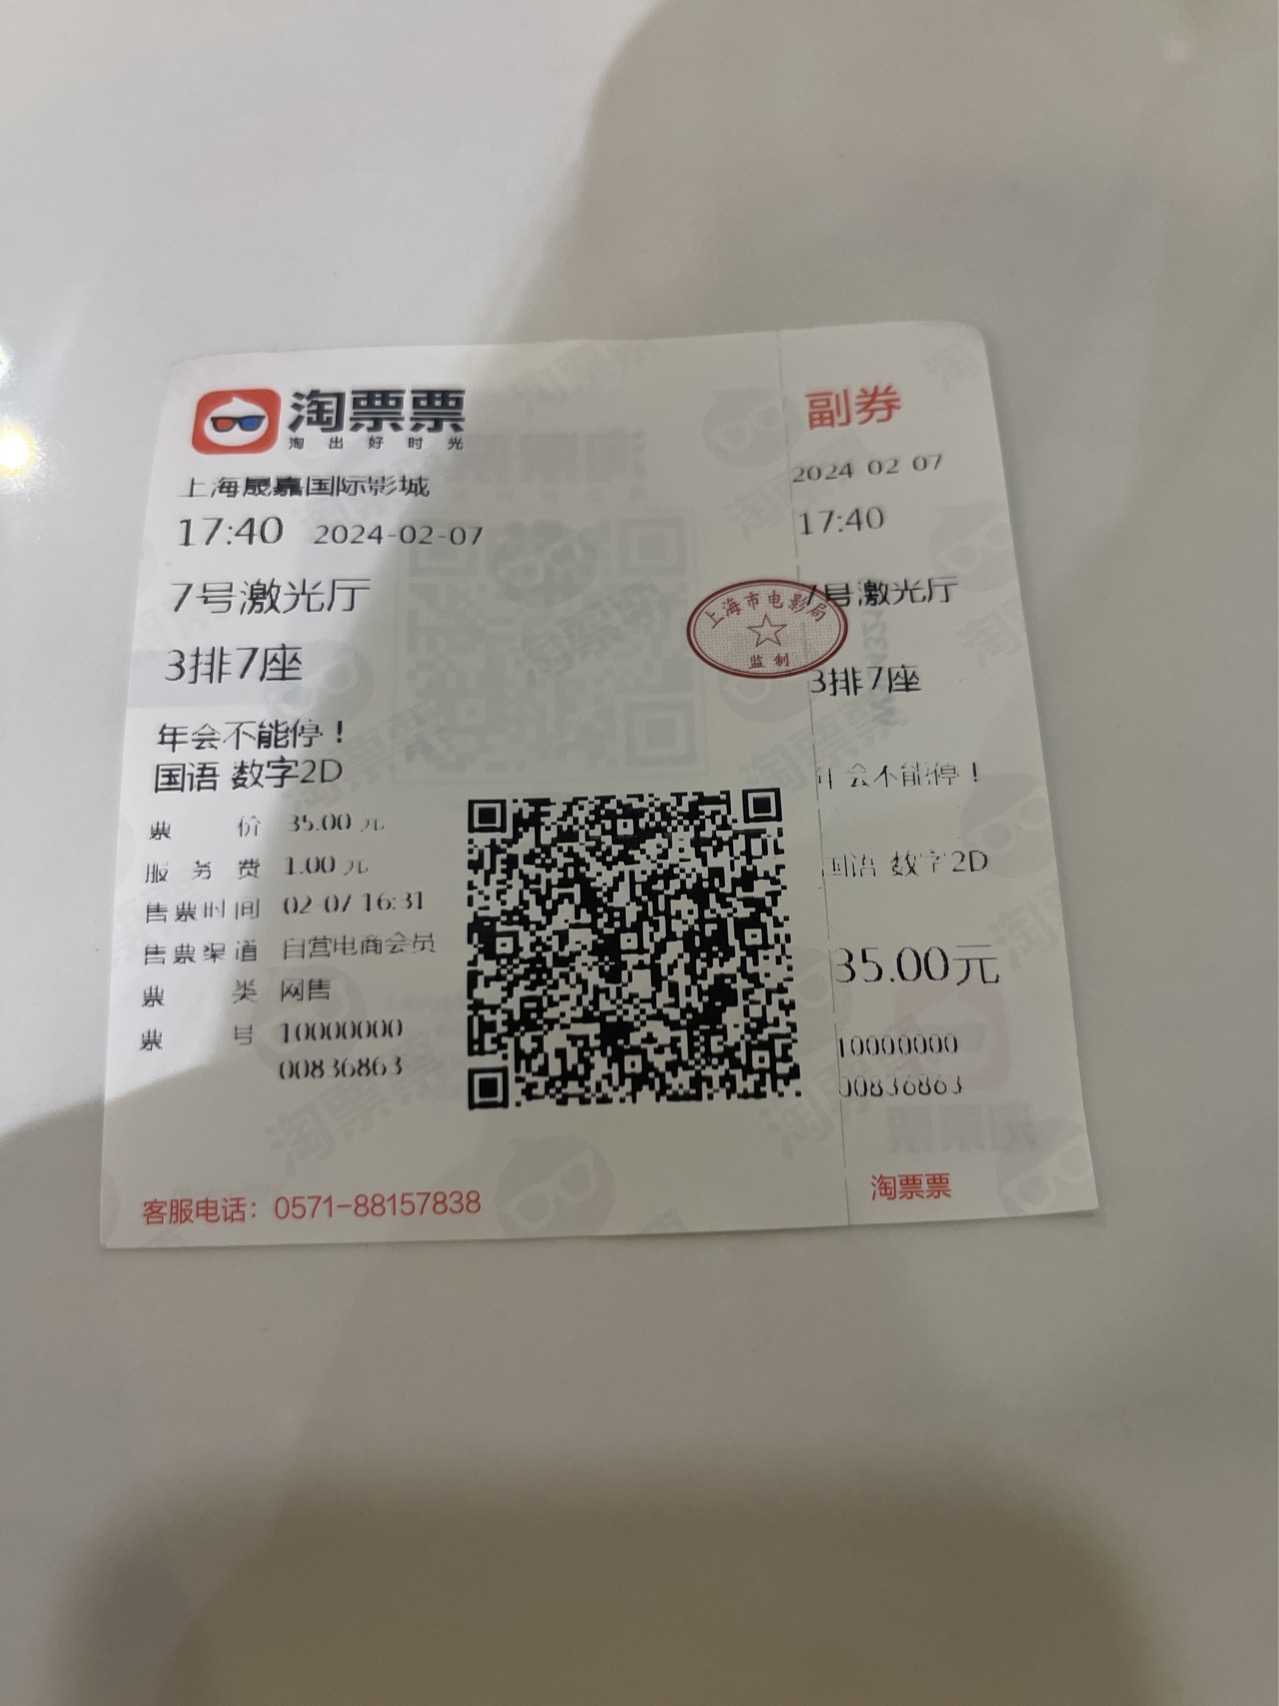 淘票票
淘出好时光
上海晟嘉国际影城
17:40 2024-02-07
7号激光厅
3排7座
年会不能停！
国语 数字2D
票价 35.00 元
服务费 1.00 元
售票时间 02-07 16:31
售票渠道 自营电商会员
票类 网售
票号 10000000
00836863
客服电话：0571-88157838
上海市电影局
监制
副券
2024 02 07
17:40
7号激光厅
3排7座
年会不能停！
国语 数字2D
35.00元
10000000
00836863
淘票票